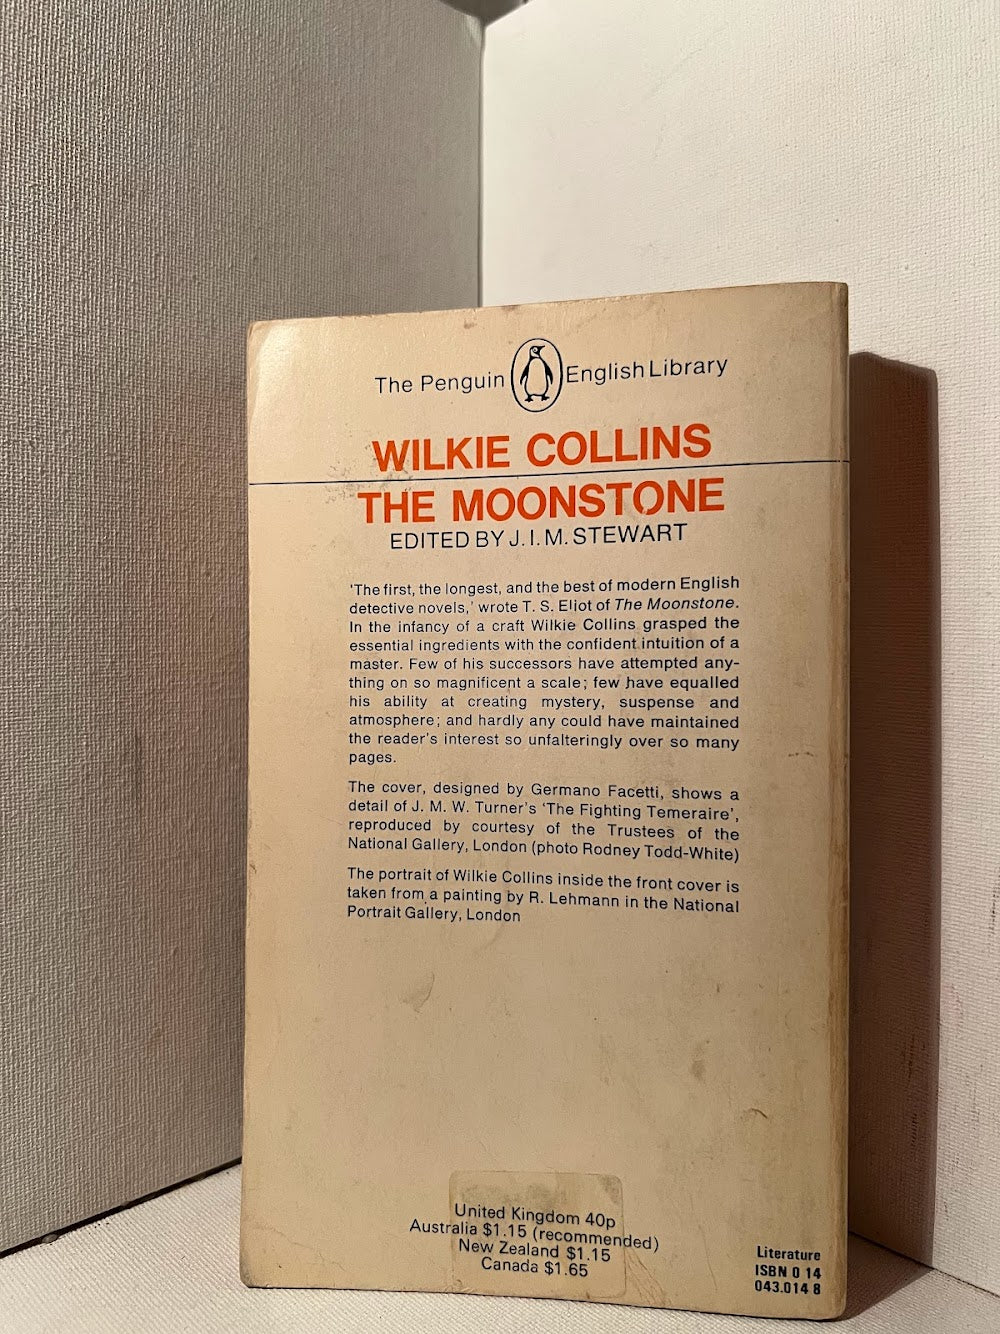 The Penguin English Library
WILKIE COLLINS
THE MOONSTONE
EDITED BY J.I.M. STEWART
'The first, the longest, and the best of modern English
detective novels,' wrote T. S. Eliot of The Moonstone.
In the infancy of a craft Wilkie Collins grasped the
essential ingredients with the confident intuition of a
master. Few of his successors have attempted any-
thing on so magnificent a scale; few have equalled
his ability at creating mystery, suspense and
atmosphere; and hardly any could have maintained
the reader's interest so unfalteringly over so many
pages.
The cover, designed by Germano Facetti, shows a
detail of J. M. W. Turner's 'The Fighting Temeraire',
reproduced by courtesy of the Trustees of the
National Gallery, London (photo Rodney Todd-White)
The portrait of Wilkie Collins inside the front cover is
taken from a painting by R. Lehmann in the National
Portrait Gallery, London
United Kingdom 40p
Australia $1.15 (recommended)
New Zealand $1.15
Canada $1.65
Literature
ISBN 0 14
043.014 8